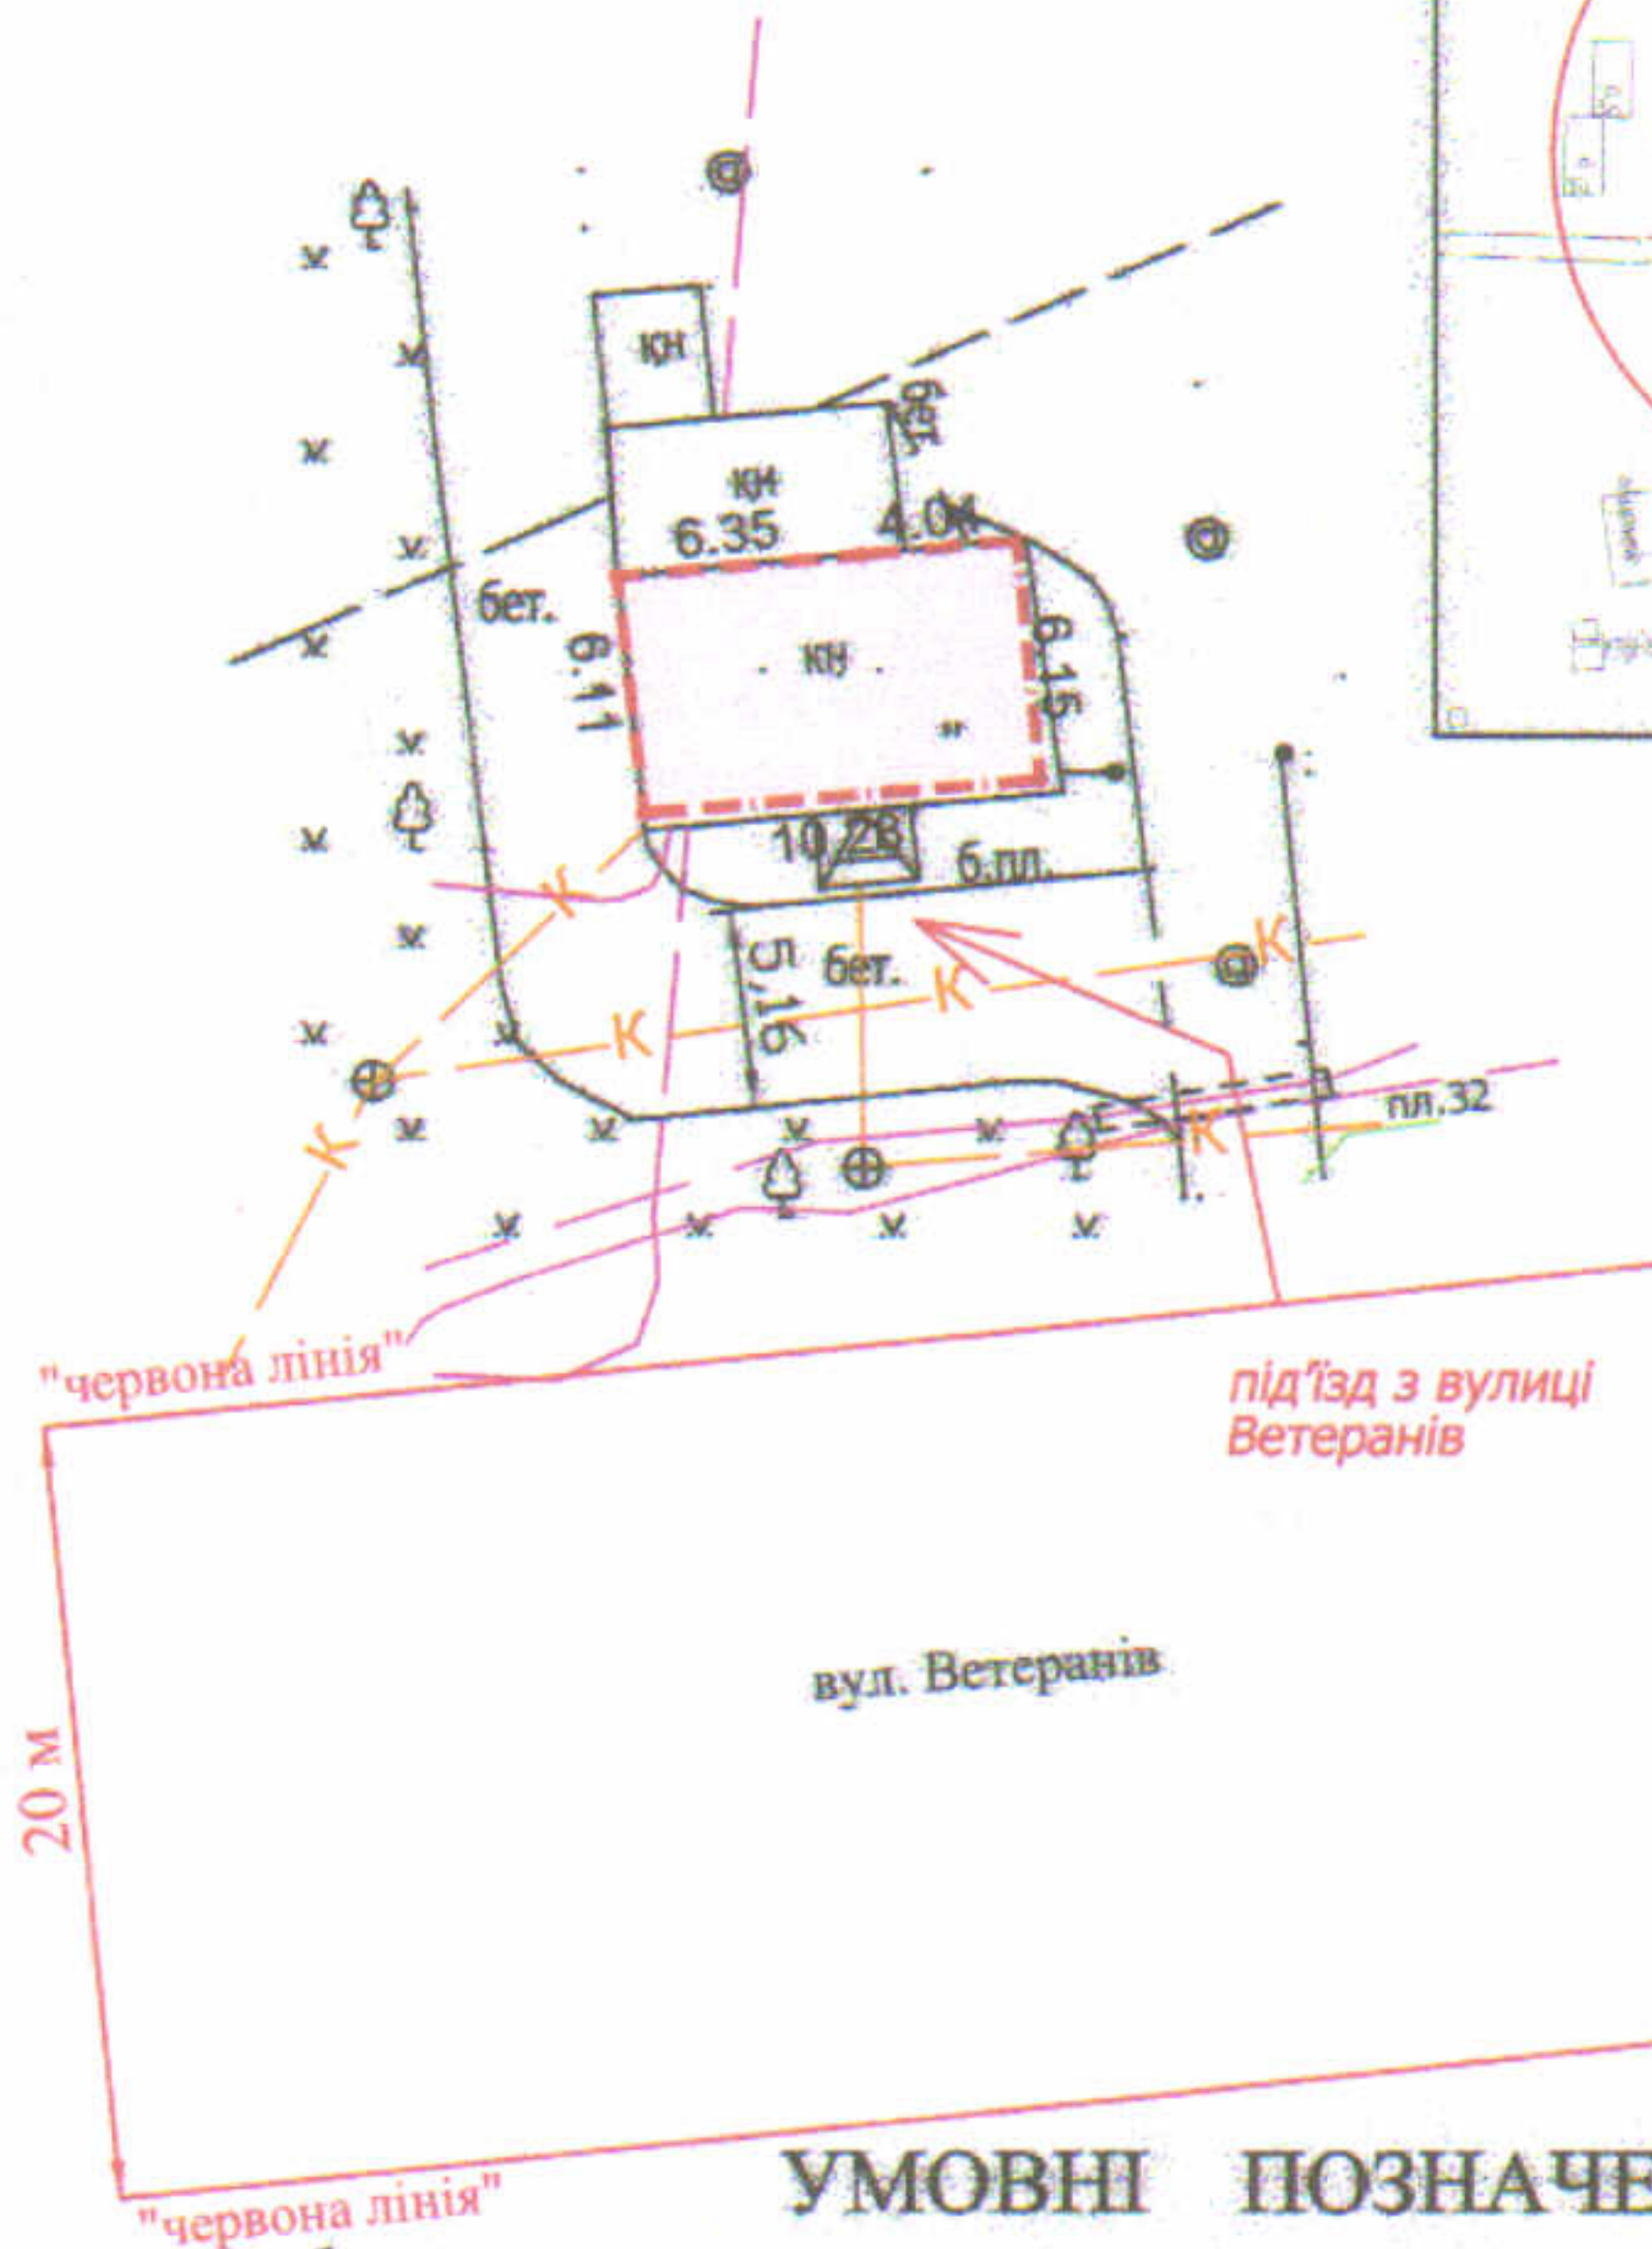 кн
бет.
кн
6.35
4.04
бет.
6.11
кн
6.15
10.28
б.пл.
К
К
5,16
бет.
К
К
К
К
пл.32
"червона лінія"
під'їзд з вулиці
Ветеранів
вул. Ветеранів
20 м
УМОВНІ ПОЗНАЧЕ
"червона лінія"